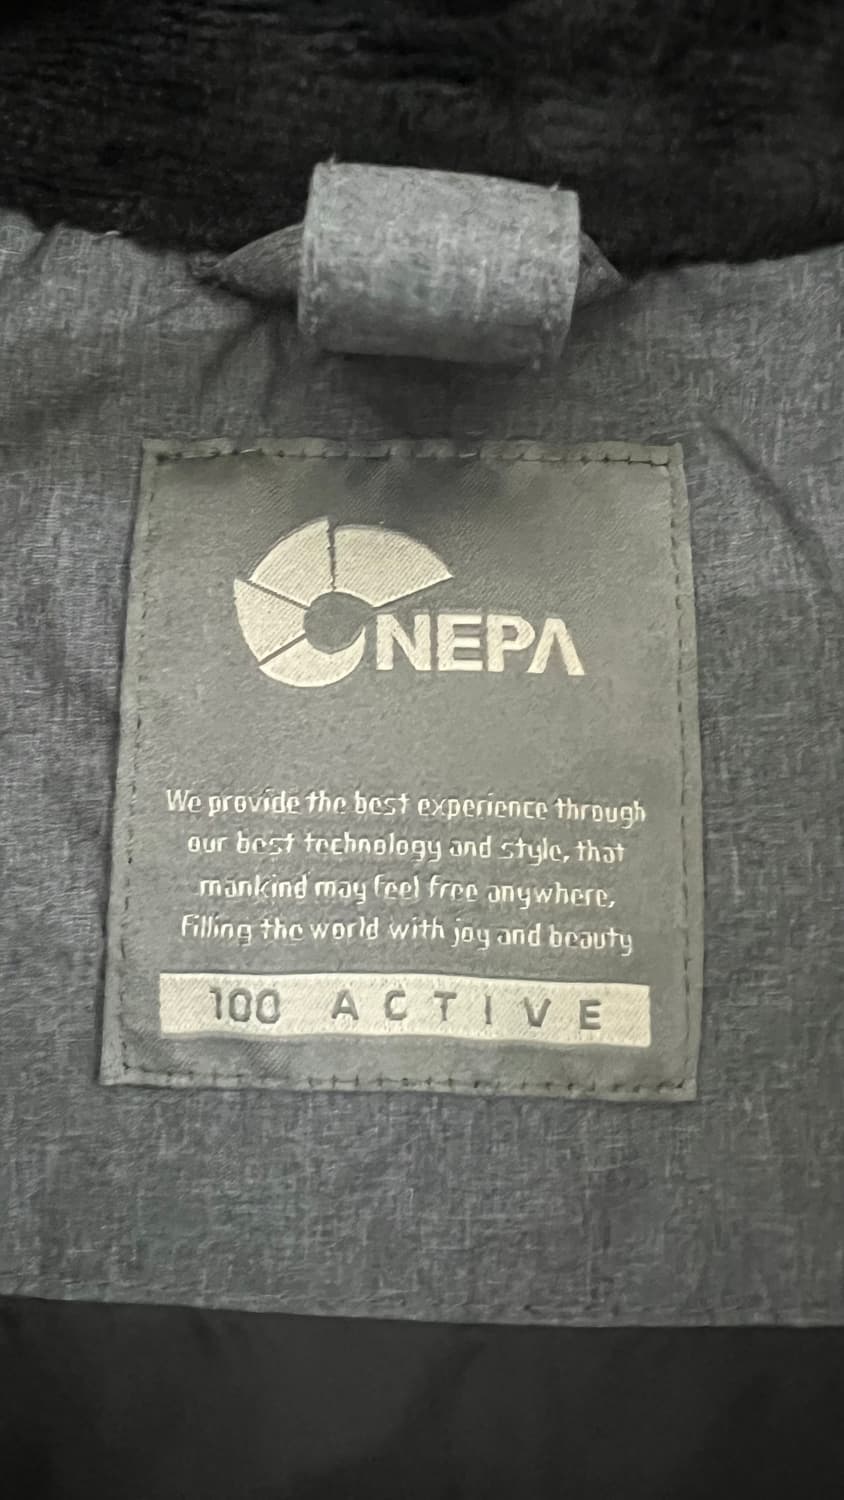 NEPA
We provide the best experience through
our best technology and style, that
mankind may feel free anywhere,
Filling the world with joy and beauty
100 ACTIVE